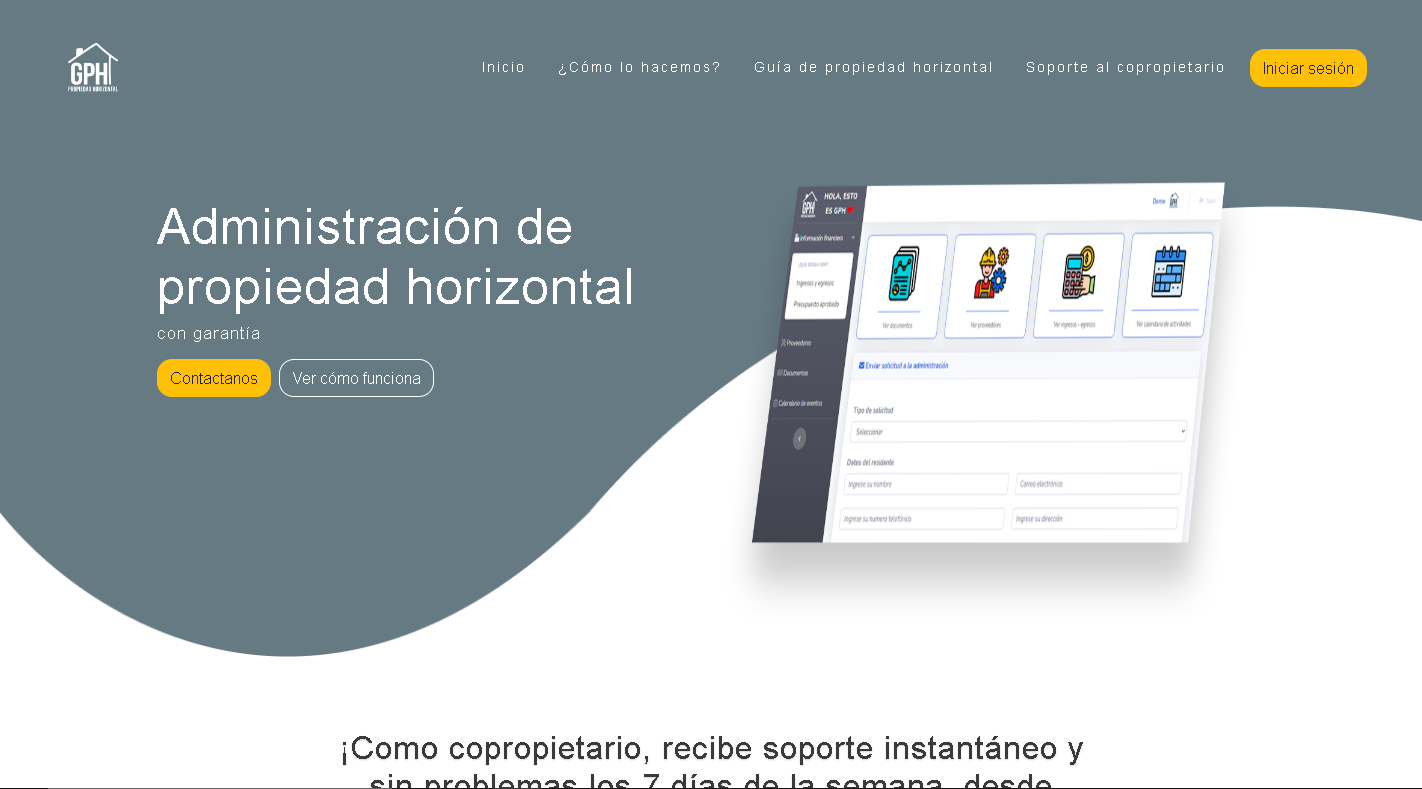 GPH
PROPIEDAD HORIZONTAL
Inicio
¿Cómo lo hacemos?
Guía de propiedad horizontal
Soporte al copropietario
Iniciar sesión
Administración de
propiedad horizontal
con garantía
Contactanos
Ver cómo funciona
GPH
HOLA, ESTO
ES GPH
Demo
GPH
Salir
Información financiera
Ingresos y egresos
Presupuesto aprobado
Proveedores
Documentos
Calendario de eventos
Ver documentos
Ver proveedores
Ver ingresos - egresos
Ver calendario de actividades
Enviar solicitud a la administración
Tipo de solicitud
Seleccionar
Datos del residente
Ingrese su nombre
Correo electrónico
Ingrese su numero telefónico
Ingrese su dirección
¡Como copropietario, recibe soporte instantáneo y
sin problemas los 7 días de la semana, desde